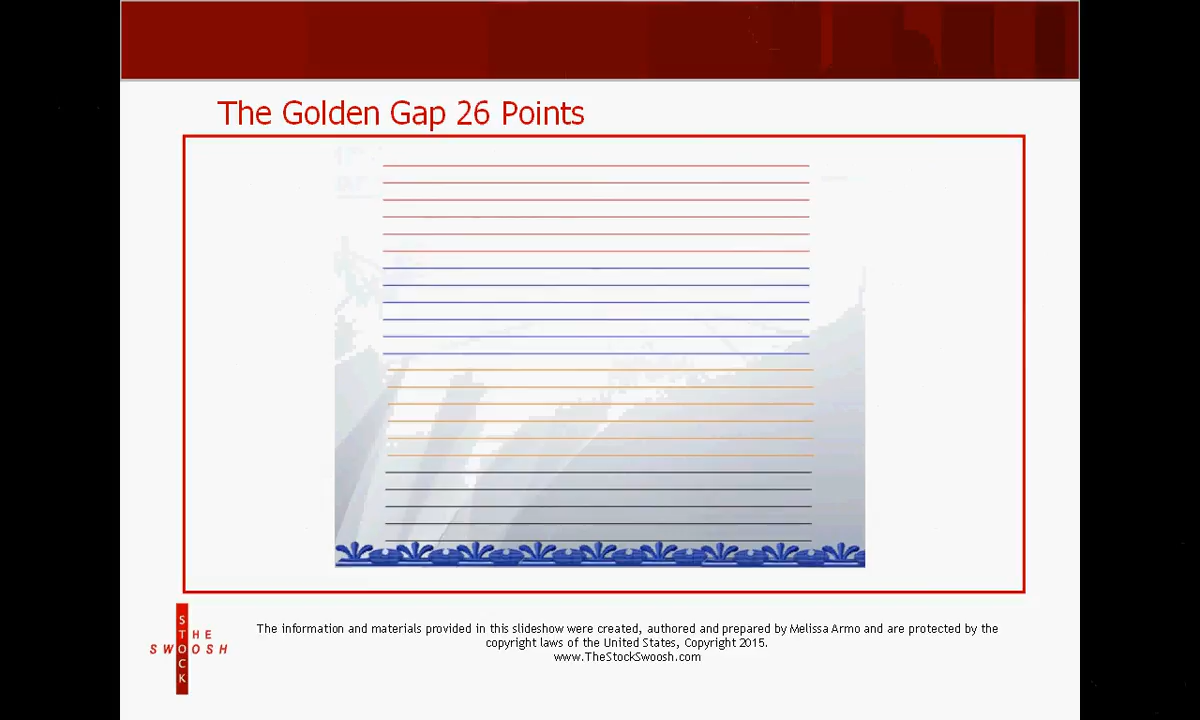 The Golden Gap 26 Points
The information and materials provided in this slideshow were created, authored and prepared by Melissa Armo and are protected by the
copyright laws of the United States, Copyright 2015.
www.TheStockSwoosh.com
THE
STOCK
SWOOSH